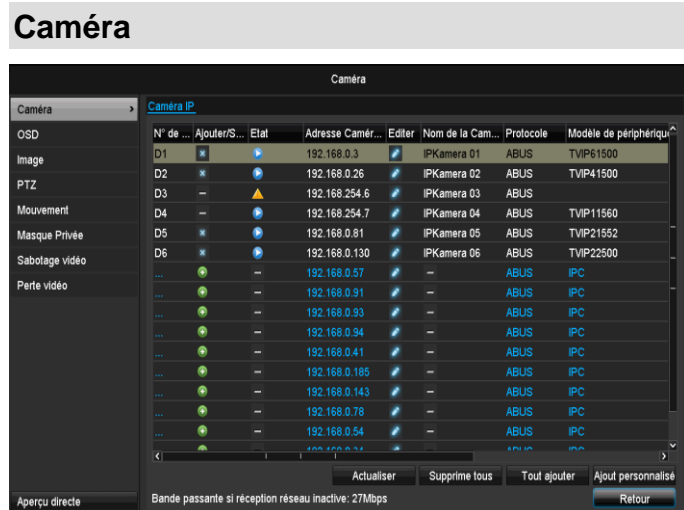 Caméra
Caméra
Caméra
OSD
Image
PTZ
Mouvement
Masque Privée
Sabotage vidéo
Perte vidéo
Aperçu directe
Caméra IP
N° de ... Ajouter/S... Etat Adresse Camér... Editer Nom de la Cam... Protocole Modèle de périphérique
D1 192.168.0.3 IPKamera 01 ABUS TVIP61500
D2 192.168.0.26 IPKamera 02 ABUS TVIP41500
D3 – 192.168.254.6 IPKamera 03 ABUS
D4 – 192.168.254.7 IPKamera 04 ABUS TVIP11560
D5 192.168.0.81 IPKamera 05 ABUS TVIP21552
D6 192.168.0.130 IPKamera 06 ABUS TVIP22500
... – 192.168.0.57 – ABUS IPC
... – 192.168.0.91 – ABUS IPC
... – 192.168.0.93 – ABUS IPC
... – 192.168.0.94 – ABUS IPC
... – 192.168.0.41 – ABUS IPC
... – 192.168.0.185 – ABUS IPC
... – 192.168.0.143 – ABUS IPC
... – 192.168.0.78 – ABUS IPC
... – 192.168.0.54 – ABUS IPC
Actualiser Supprime tous Tout ajouter Ajout personnalisé
Bande passante si réception réseau inactive: 27Mbps Retour